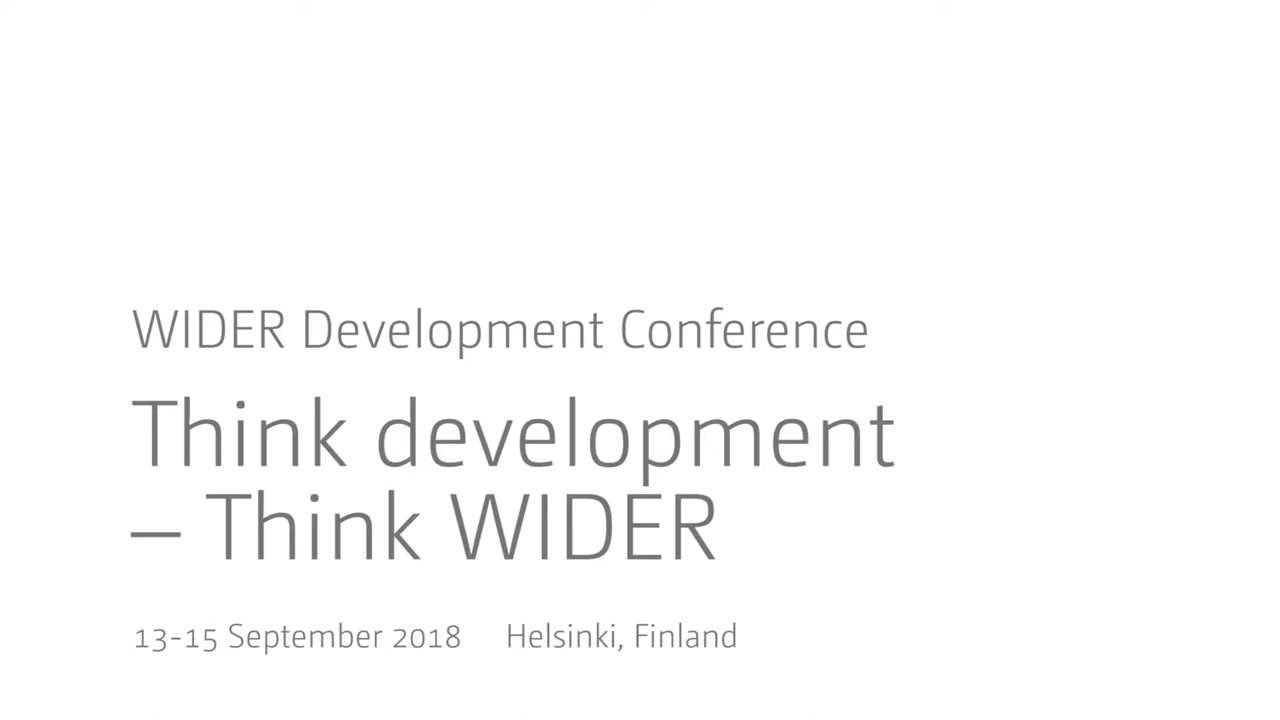 WIDER Development Conference
Think development
– Think WIDER
13-15 September 2018 Helsinki, Finland